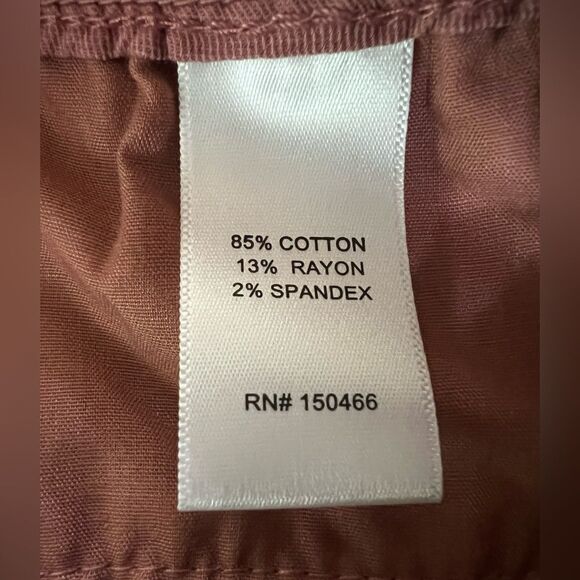 85% COTTON
13% RAYON
2% SPANDEX
RN# 150466